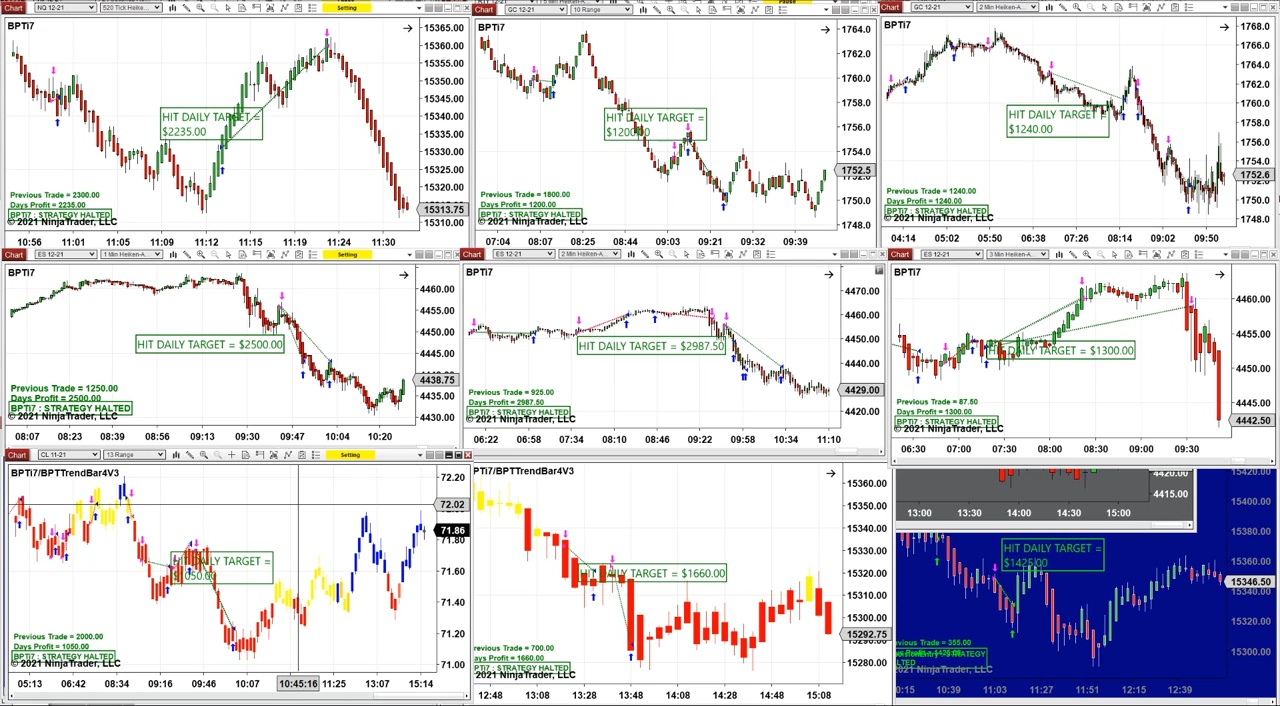 Chart NG 12-21 520 Tick Chart Setting
BPTi7
HIT DAILY TARGET =
$2235.00
Previous Trade = 2300.00
Days Profit = 2235.00
BPTi7 : STRATEGY HALTED
© 2021 NinjaTrader, LLC
15365.00
15360.00
15355.00
15350.00
15345.00
15340.00
15335.00
15330.00
15325.00
15320.00
15313.75
15310.00
10:56 11:01 11:05 11:09 11:12 11:15 11:19 11:24 11:30
Chart GC 12-21 10 Range
BPTi7
HIT DAILY TARGET =
$1200.00
Previous Trade = 1800.00
Days Profit = 1200.00
BPTi7 : STRATEGY HALTED
© 2021 NinjaTrader, LLC
1764.0
1760.0
1758.0
1756.0
1754.0
1752.5
1750.0
1748.0
07:04 08:07 08:25 08:44 09:03 09:21 09:32 09:39
Chart GC 12-21 2 Min Heiken-A...
BPTi7
HIT DAILY TARGET =
$1240.00
Previous Trade = 1240.00
Days Profit = 1240.00
BPTi7 : STRATEGY HALTED
© 2021 NinjaTrader, LLC
1768.0
1766.0
1764.0
1762.0
1760.0
1756.0
1754.0
1752.6
1750.0
1748.0
04:14 05:02 05:50 06:38 07:26 08:14 09:02 09:50
Chart ES 12-21 1 Min Heiken-A... Setting
BPTi7
HIT DAILY TARGET = $2500.00
Previous Trade = 1250.00
Days Profit = 2500.00
BPTi7 : STRATEGY HALTED
© 2021 NinjaTrader, LLC
4460.00
4455.00
4450.00
4445.00
4438.75
4435.00
4430.00
08:07 08:23 08:39 08:56 09:13 09:30 09:47 10:04 10:20
Chart ES 12-21 2 Min Heiken-A...
BPTi7
HIT DAILY TARGET = $2987.50
Previous Trade = 925.00
Days Profit = 2987.50
BPTi7 : STRATEGY HALTED
© 2021 NinjaTrader, LLC
4470.00
4460.00
4450.00
4440.00
4429.00
4420.00
06:22 06:58 07:34 08:10 08:46 09:22 09:58 10:34 11:10
Chart ES 12-21 3 Min Heiken-A...
BPTi7
HIT DAILY TARGET = $1300.00
Previous Trade = 87.50
Days Profit = 1300.00
BPTi7 : STRATEGY HALTED
© 2021 NinjaTrader, LLC
4460.00
4455.00
4450.00
4445.00
4442.50
06:30 07:00 07:30 08:00 08:30 09:30
Chart CL 11-21 13 Range Setting
BPTi7/BPTTrendBar4V3
HIT DAILY TARGET =
$1050.00
Previous Trade = 2000.00
Days Profit = 1050.00
BPTi7 : STRATEGY HALTED
© 2021 NinjaTrader, LLC
72.20
72.02
71.86
71.80
71.60
71.40
71.20
71.00
05:13 08:42 08:34 09:16 09:44 10:07 10:45:16 11:25 13:07 15:14
PTi7/BPTTrendBar4V3
HIT DAILY TARGET = $1660.00
evious Trade = 700.00
ays Profit = 1660.00
PTi7 : STRATEGY HALTED
2021 NinjaTrader, LLC
15360.00
15350.00
15340.00
15330.00
15320.00
15310.00
15300.00
15292.75
15280.00
12:48 13:08 13:28 13:48 14:08 14:28 14:48 15:08
4420.00
4415.00
13:00 13:30 14:00 14:30 15:00
HIT DAILY TARGET =
$1425.00
evious Trade = 355.00
2021 NinjaTrader, LLC
15420.00
15400.00
15380.00
15360.00
15346.50
15340.00
15320.00
15300.00
0:15 10:39 11:03 11:27 11:51 12:15 12:39